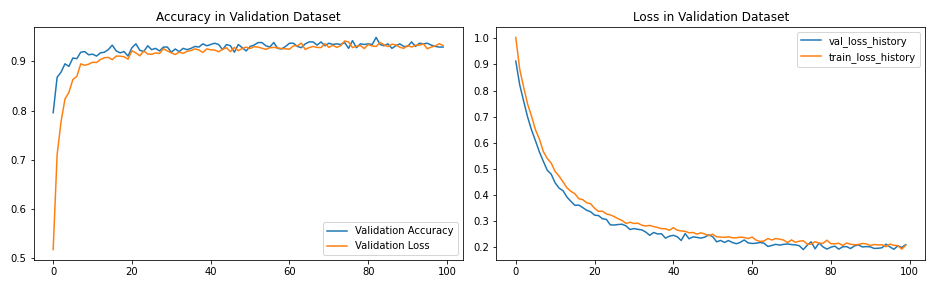 Accuracy in Validation Dataset
0.9
0.8
0.7
0.6
0.5
0 20 40 60 80 100
Validation Accuracy
Validation Loss
Loss in Validation Dataset
1.0
0.9
0.8
0.7
0.6
0.5
0.4
0.3
0.2
0 20 40 60 80 100
val_loss_history
train_loss_history